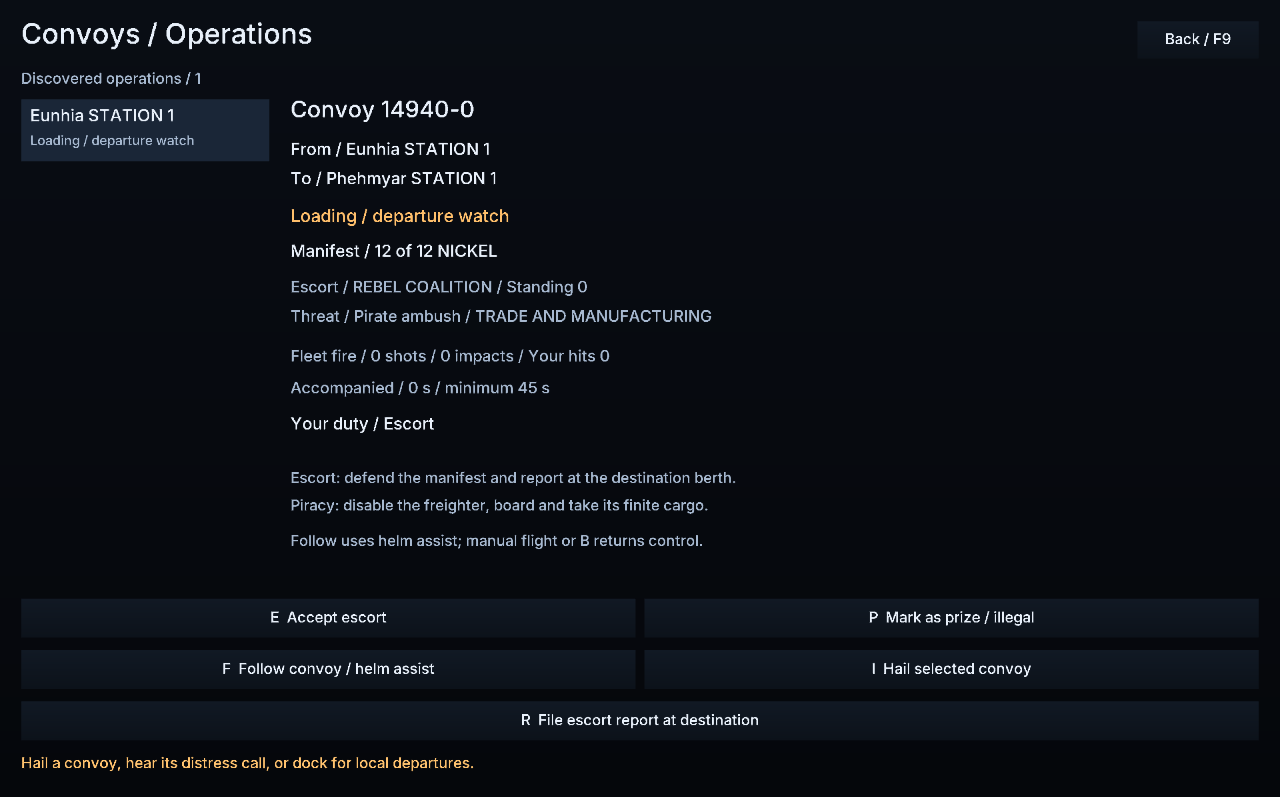 Convoys / Operations
Back / F9
Discovered operations / 1
Eunhia STATION 1
Loading / departure watch
Convoy 14940-0
From / Eunhia STATION 1
To / Phehmyar STATION 1
Loading / departure watch
Manifest / 12 of 12 NICKEL
Escort / REBEL COALITION / Standing 0
Threat / Pirate ambush / TRADE AND MANUFACTURING
Fleet fire / 0 shots / 0 impacts / Your hits 0
Accompanied / 0 s / minimum 45 s
Your duty / Escort
Escort: defend the manifest and report at the destination berth.
Piracy: disable the freighter, board and take its finite cargo.
Follow uses helm assist; manual flight or B returns control.
E Accept escort
P Mark as prize / illegal
F Follow convoy / helm assist
I Hail selected convoy
R File escort report at destination
Hail a convoy, hear its distress call, or dock for local departures.